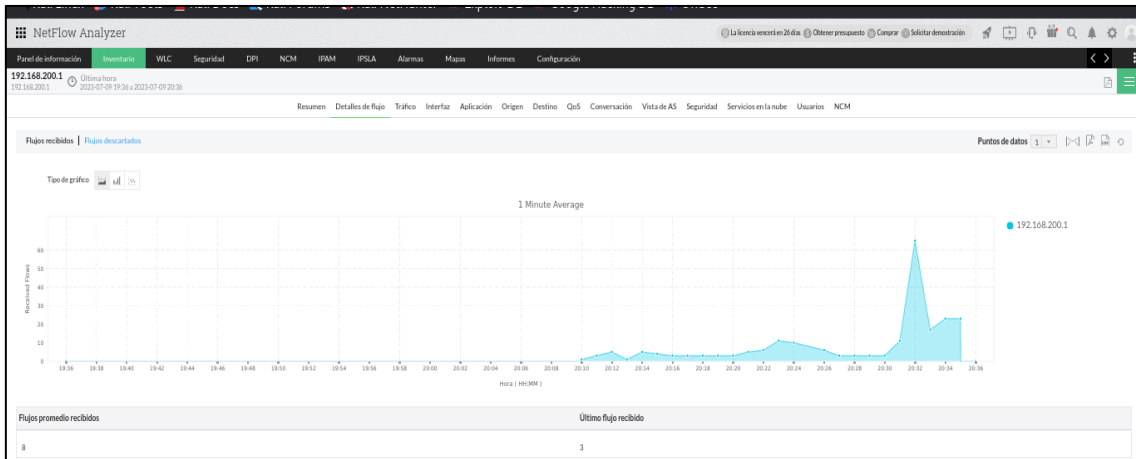 NetFlow Analyzer
La licencia vencerá en 26 días Obtener presupuesto Comprar Solicitar demostración
Panel de información Inventario WLC Seguridad DPI NCM IPAM IPSLA Alarmas Mapas Informes Configuración
192.168.200.1 Última hora
192.168.200.1 2023-07-09 19:36 a 2023-07-09 20:36
Resumen Detalles de flujo Tráfico Interfaz Aplicación Origen Destino QoS Conversación Vista de AS Seguridad Servicios en la nube Usuarios NCM
Flujos recibidos | Flujos descartados Puntos de datos 1
Tipo de gráfico
1 Minute Average
192.168.200.1
Received Flows
60
50
40
30
20
10
0
19:36 19:38 19:40 19:42 19:44 19:46 19:48 19:50 19:52 19:54 19:56 19:58 20:00 20:02 20:04 20:06 20:08 20:10 20:12 20:14 20:16 20:18 20:20 20:22 20:24 20:26 20:28 20:30 20:32 20:34 20:36
Hora ( HH:MM )
Flujos promedio recibidos Último flujo recibido
8 3